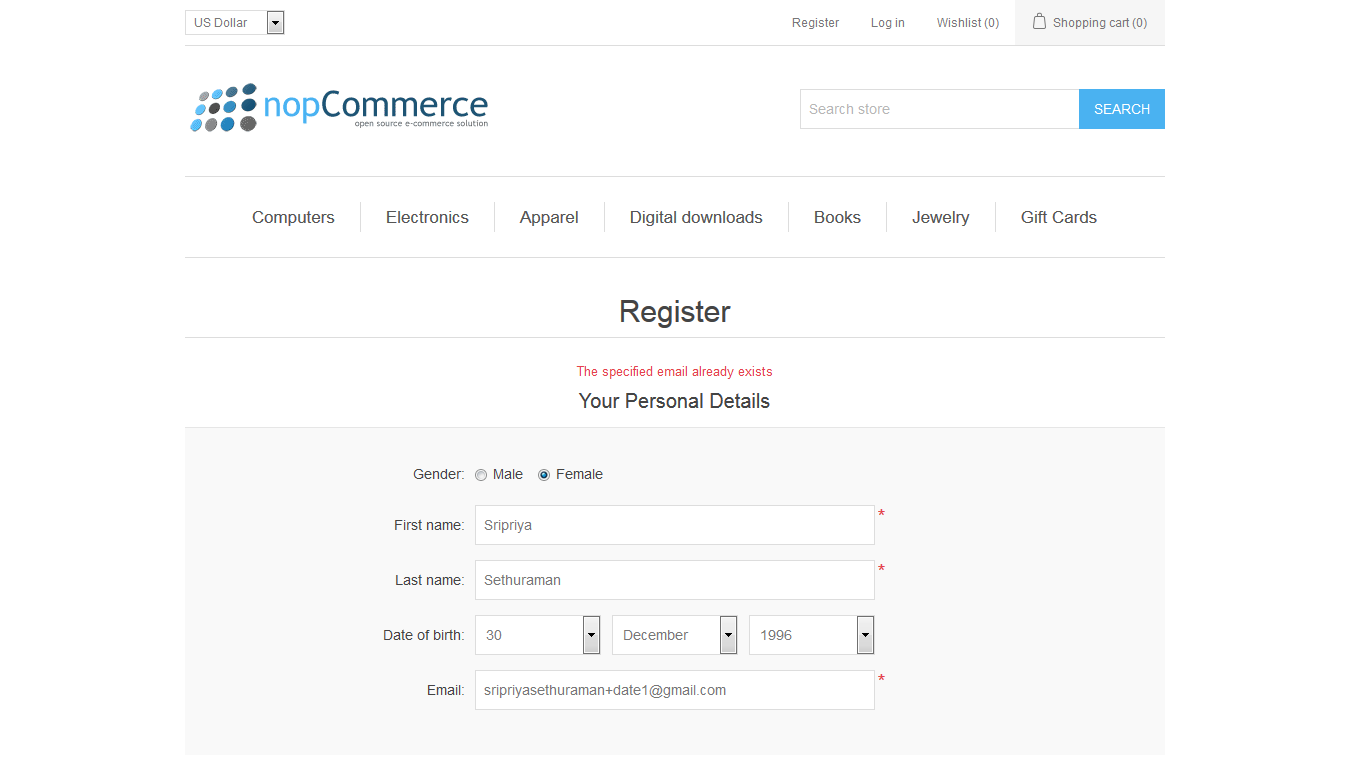 US Dollar Register Log in Wishlist (0) Shopping cart (0)
nopCommerce
open source e-commerce solution
Search store SEARCH
Computers Electronics Apparel Digital downloads Books Jewelry Gift Cards
Register
The specified email already exists
Your Personal Details
Gender: Male Female
First name: Sripriya *
Last name: Sethuraman *
Date of birth: 30 December 1996
Email: sripriyasethuraman+date1@gmail.com *